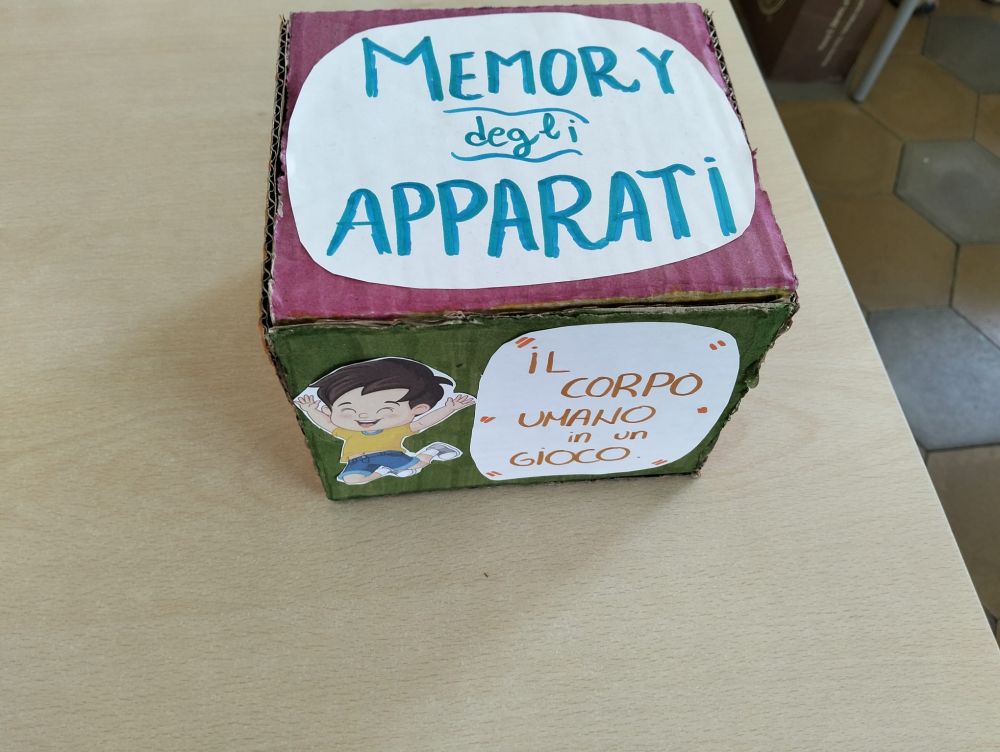 MEMORY
degli
APPARATI
" iL "
CORPO
" UMANO "
in un
GIOCO. "